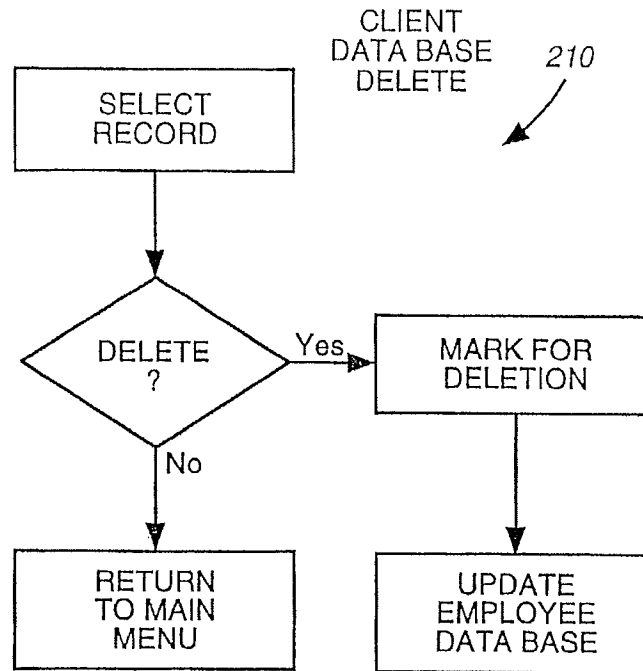 CLIENT
DATA BASE
DELETE
210
SELECT
RECORD
DELETE
?
Yes
No
MARK FOR
DELETION
RETURN
TO MAIN
MENU
UPDATE
EMPLOYEE
DATA BASE